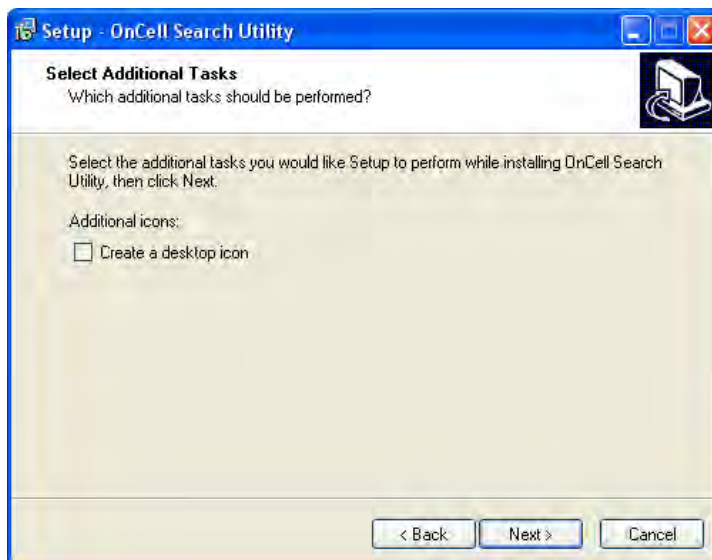 Setup - OnCell Search Utility
Select Additional Tasks
Which additional tasks should be performed?
Select the additional tasks you would like Setup to perform while installing OnCell Search
Utility, then click Next.
Additional icons:
Create a desktop icon
< Back Next > Cancel